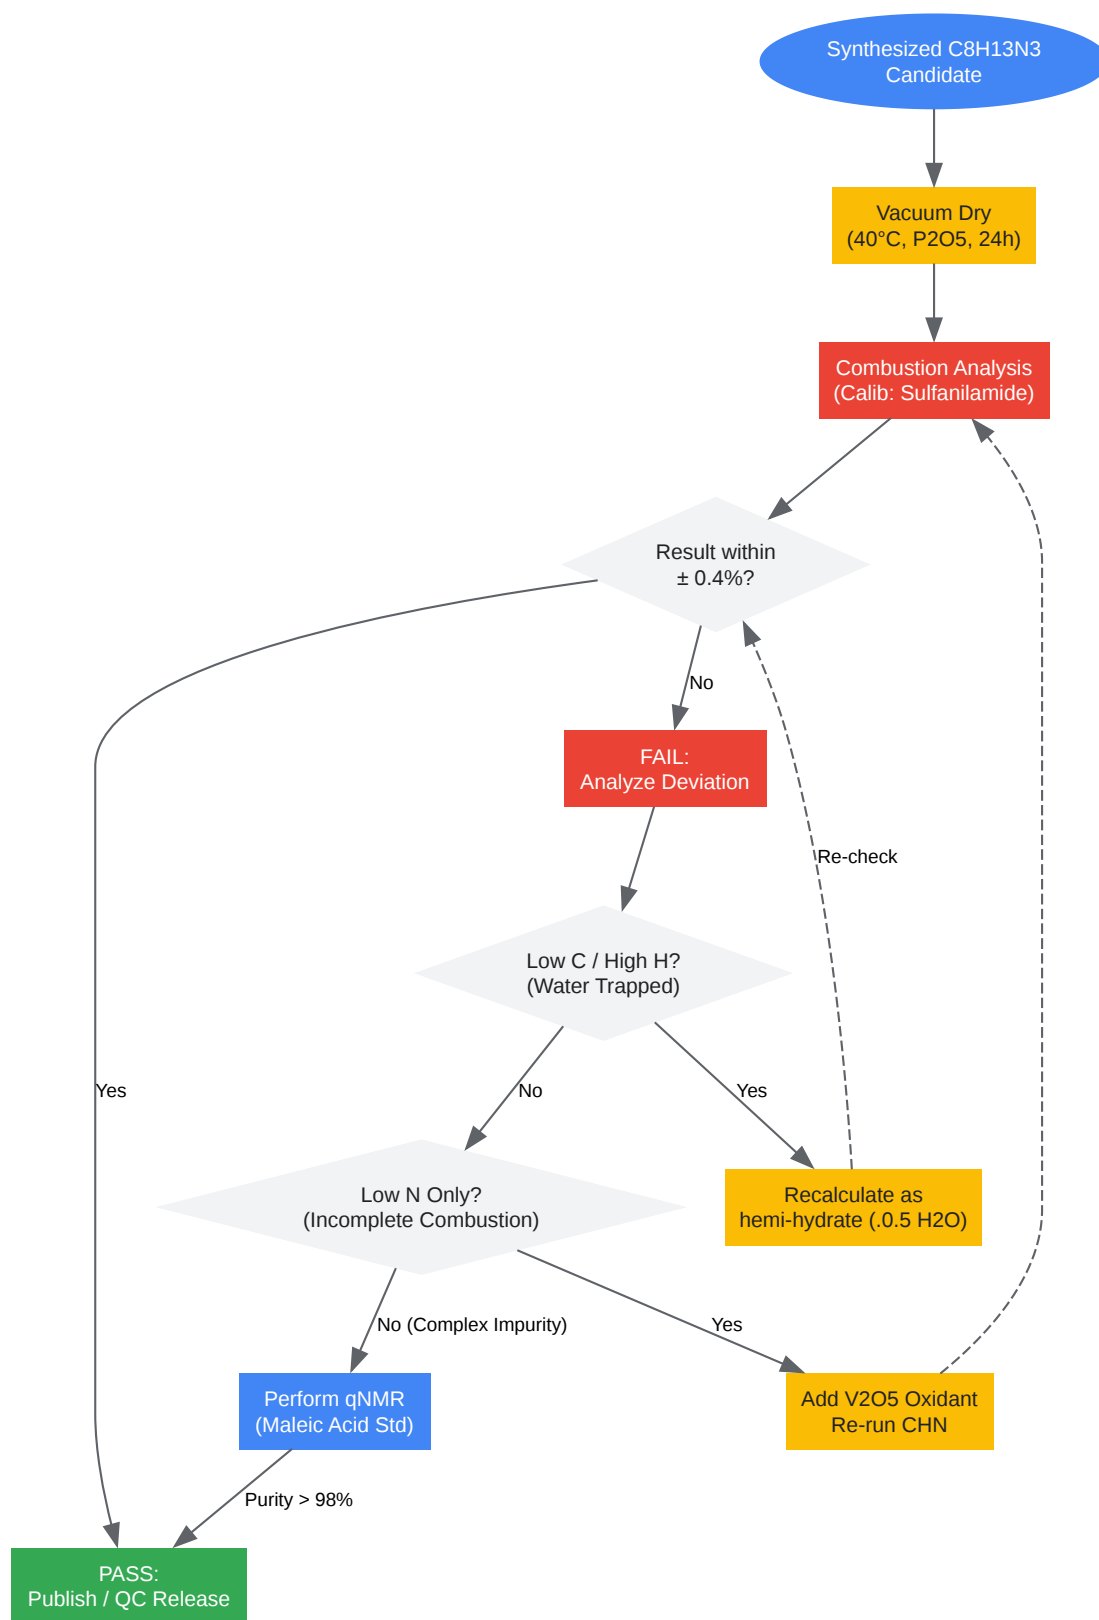 Synthesized C8H13N3
Candidate
Vacuum Dry
(40°C, P2O5, 24h)
Combustion Analysis
(Calib: Sulfanilamide)
Result within
± 0.4%?
No
FAIL:
Analyze Deviation
Re-check
Low C / High H?
(Water Trapped)
Yes
No
Yes
Low N Only?
(Incomplete Combustion)
Recalculate as
hemi-hydrate (.0.5 H2O)
No (Complex Impurity)
Yes
Perform qNMR
(Maleic Acid Std)
Add V2O5 Oxidant
Re-run CHN
Purity > 98%
PASS:
Publish / QC Release